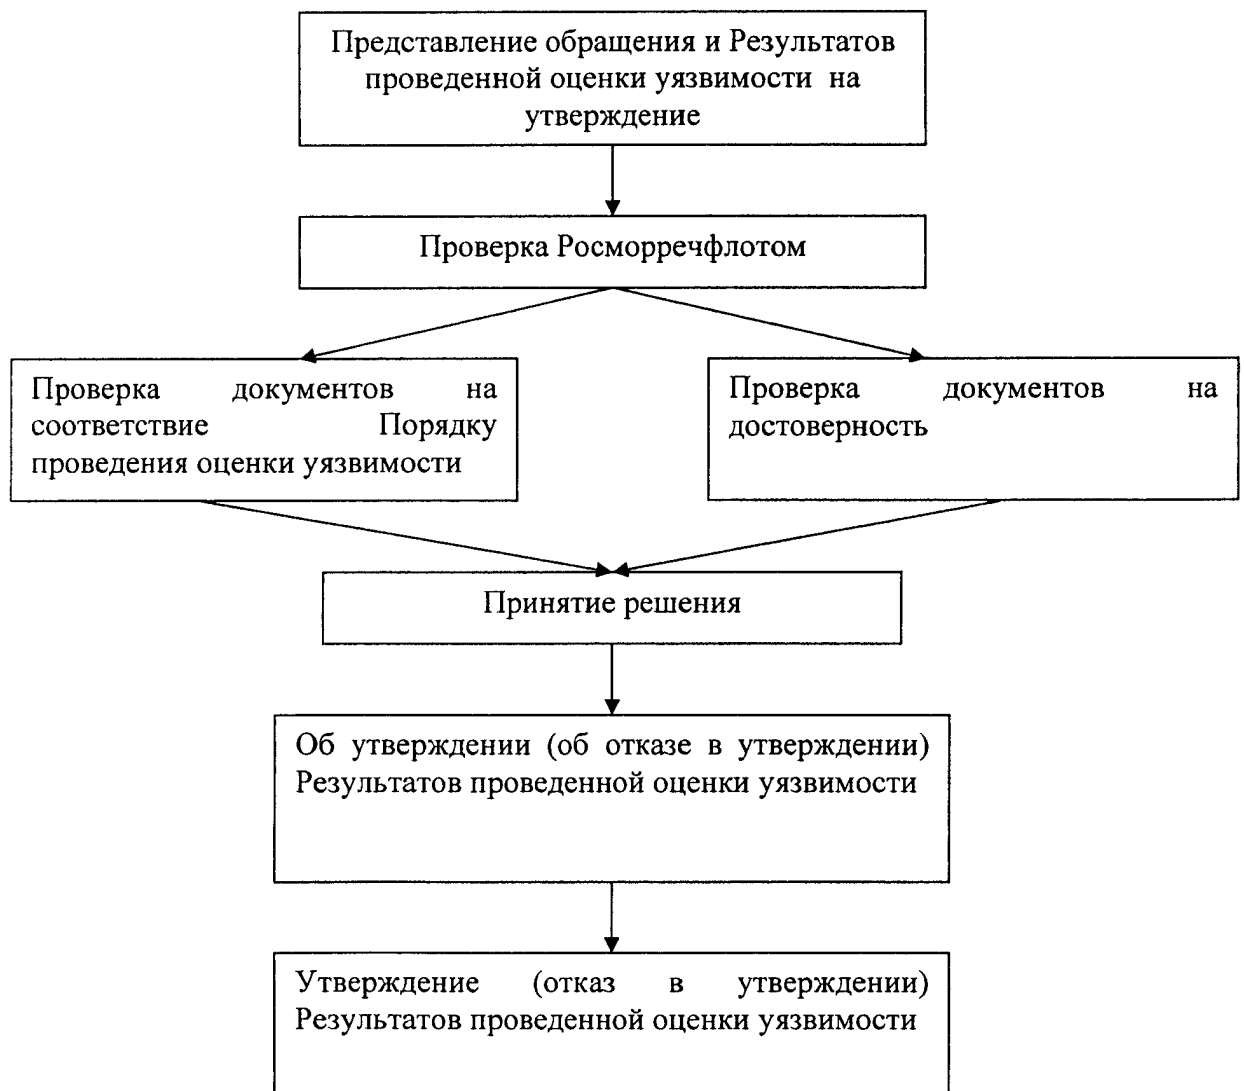 Представление обращения и Результатов
проведенной оценки уязвимости на
утверждение
Проверка Росморречфлотом
Проверка документов на
соответствие Порядку
проведения оценки уязвимости
Проверка документов на
достоверность
Принятие решения
Об утверждении (об отказе в утверждении)
Результатов проведенной оценки уязвимости
Утверждение (отказ в утверждении)
Результатов проведенной оценки уязвимости